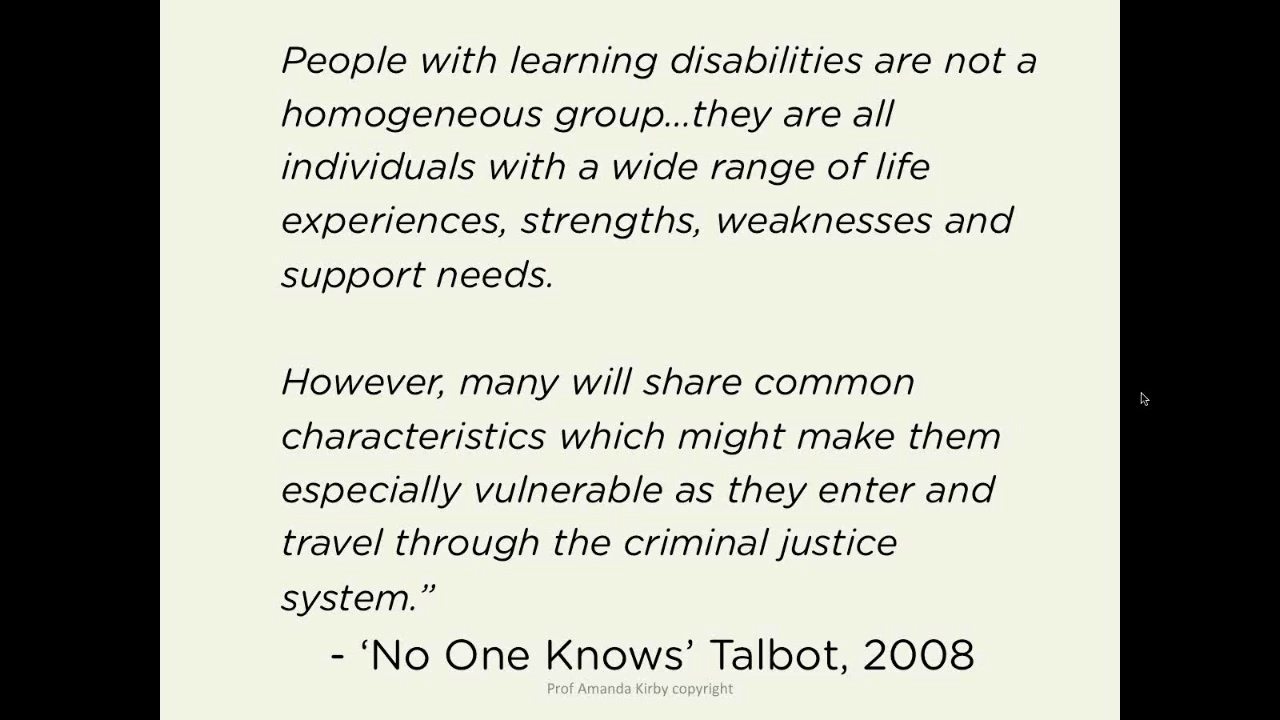 People with learning disabilities are not a
homogeneous group...they are all
individuals with a wide range of life
experiences, strengths, weaknesses and
support needs.
However, many will share common
characteristics which might make them
especially vulnerable as they enter and
travel through the criminal justice
system.”
- ‘No One Knows’ Talbot, 2008
Prof Amanda Kirby copyright